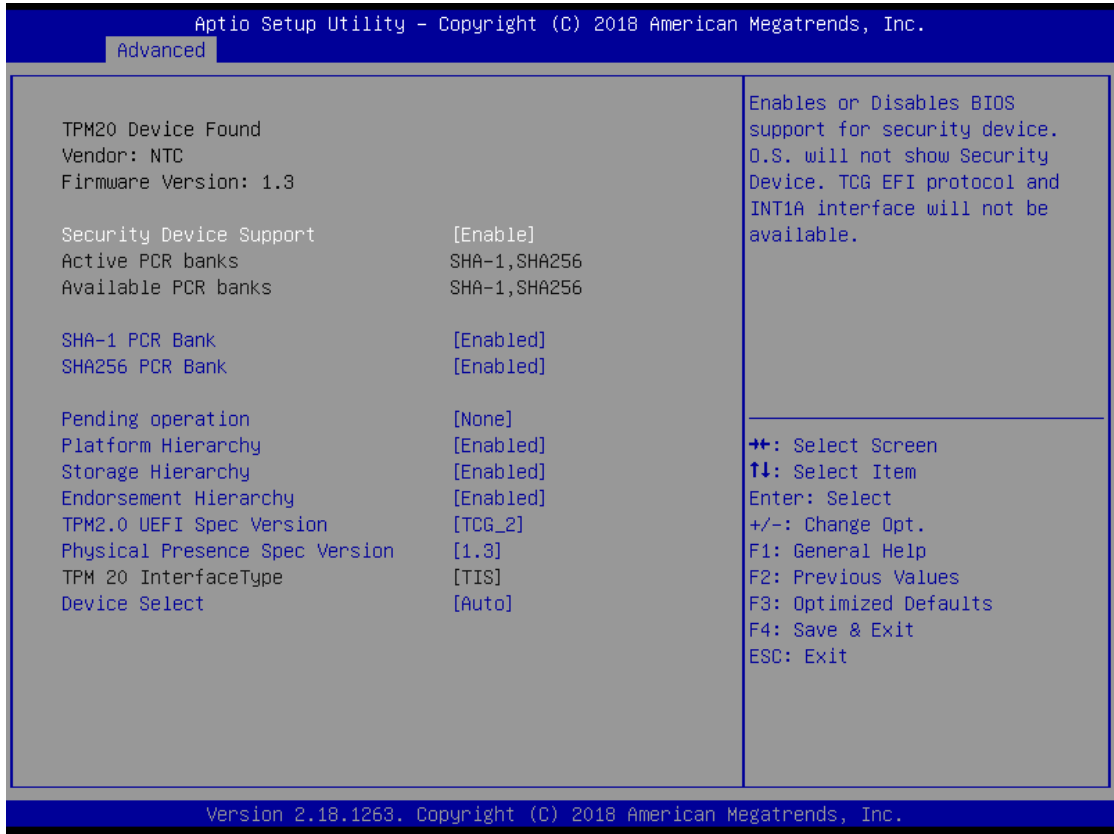 Aptio Setup Utility – Copyright (C) 2018 American Megatrends, Inc.
Advanced
TPM20 Device Found
Vendor: NTC
Firmware Version: 1.3
Security Device Support [Enable]
Active PCR banks SHA-1,SHA256
Available PCR banks SHA-1,SHA256
SHA-1 PCR Bank [Enabled]
SHA256 PCR Bank [Enabled]
Pending operation [None]
Platform Hierarchy [Enabled]
Storage Hierarchy [Enabled]
Endorsement Hierarchy [Enabled]
TPM2.0 UEFI Spec Version [TCG_2]
Physical Presence Spec Version [1.3]
TPM 20 InterfaceType [TIS]
Device Select [Auto]
Enables or Disables BIOS
support for security device.
O.S. will not show Security
Device. TCG EFI protocol and
INT1A interface will not be
available.
→←: Select Screen
↑↓: Select Item
Enter: Select
+/-: Change Opt.
F1: General Help
F2: Previous Values
F3: Optimized Defaults
F4: Save & Exit
ESC: Exit
Version 2.18.1263. Copyright (C) 2018 American Megatrends, Inc.